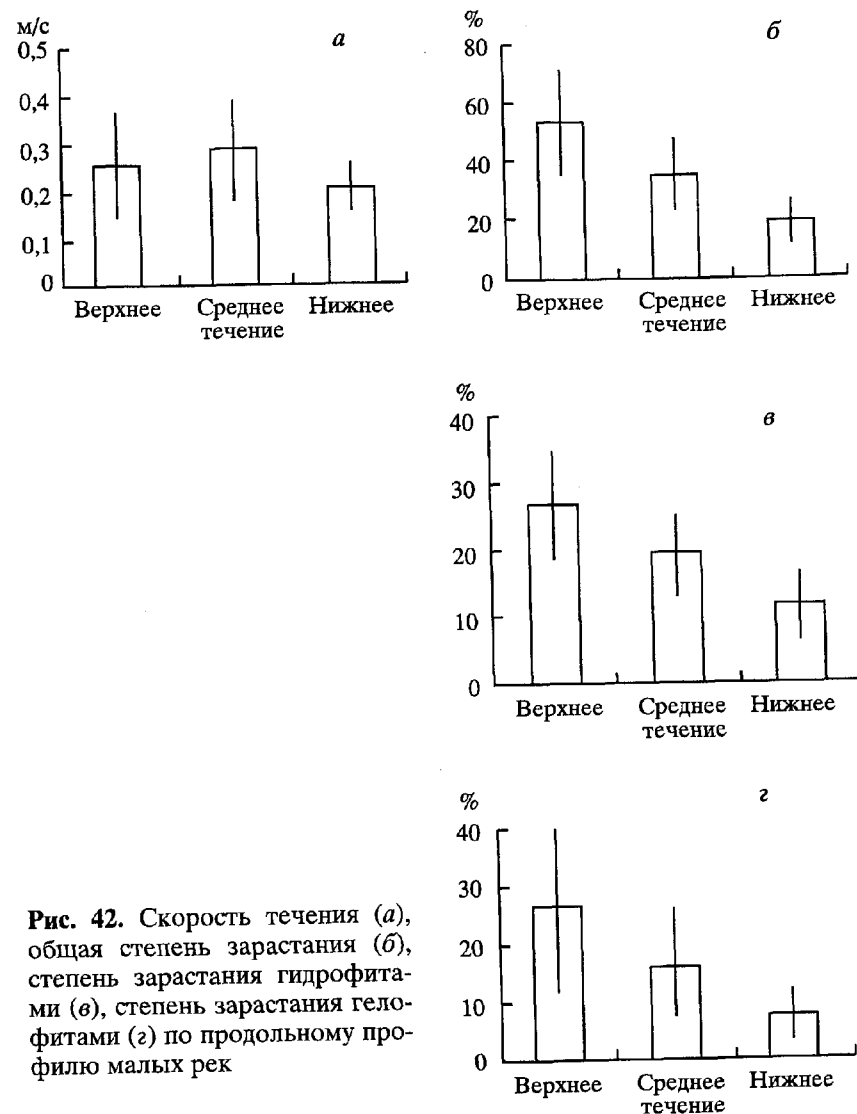 м/с
а
0,5
0,4
0,3
0,2
0,1
0
Верхнее Среднее Нижнее
течение
%
б
80
60
40
20
0
Верхнее Среднее Нижнее
течение
%
в
40
30
20
10
0
Верхнее Среднее Нижнее
течение
%
г
40
30
20
10
0
Верхнее Среднее Нижнее
течение
Рис. 42. Скорость течения (а),
общая степень зарастания (б),
степень зарастания гидрофита-
ми (в), степень зарастания гело-
фитами (г) по продольному про-
филю малых рек